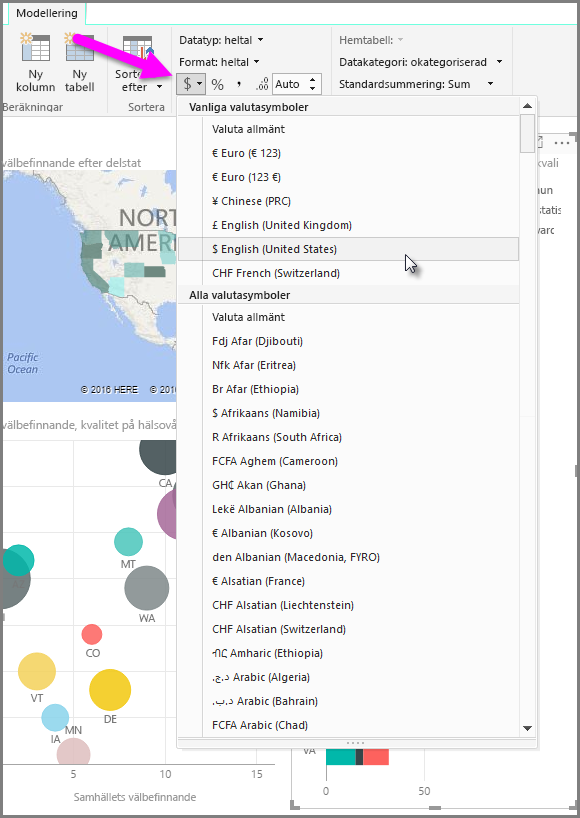 Modellering
Ny kolumn
Ny tabell
Sorte efter
Datatyp: heltal
Format: heltal
$ % , .00 Auto
Hemtabell:
Datakategori: okategoriserad
Standardsummering: Sum
Beräkningar
Sortera
Vanliga valutasymboler
Valuta allmänt
€ Euro (€ 123)
€ Euro (123 €)
¥ Chinese (PRC)
£ English (United Kingdom)
$ English (United States)
CHF French (Switzerland)
Alla valutasymboler
Valuta allmänt
Fdj Afar (Djibouti)
Nfk Afar (Eritrea)
Br Afar (Ethiopia)
$ Afrikaans (Namibia)
R Afrikaans (South Africa)
FCFA Aghem (Cameroon)
GH₵ Akan (Ghana)
Lekë Albanian (Albania)
€ Albanian (Kosovo)
den Albanian (Macedonia, FYRO)
€ Alsatian (France)
CHF Alsatian (Liechtenstein)
CHF Alsatian (Switzerland)
ብር Amharic (Ethiopia)
د.ج.‏ Arabic (Algeria)
د.ب.‏ Arabic (Bahrain)
FCFA Arabic (Chad)
välbefinnande efter delstat
NORT
AMERI
Pacific
Ocean
© 2016 HERE © 20
välbefinnande, kvalitet på hälsovå
CA
MT
WA
CO
VT
DE
IA
MN
5 10 15
Samhällets välbefinnande
kvali
un
statis
varc
VA
0 50